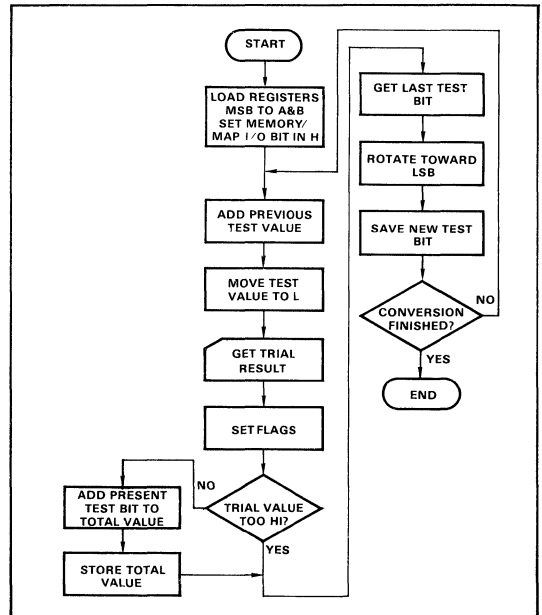 START
LOAD REGISTERS
MSB TO A&B
SET MEMORY/
MAP I/O BIT IN H
ADD PREVIOUS
TEST VALUE
MOVE TEST
VALUE TO L
GET TRIAL
RESULT
SET FLAGS
TRIAL VALUE
TOO HI?
NO
YES
ADD PRESENT
TEST BIT TO
TOTAL VALUE
STORE TOTAL
VALUE
GET LAST TEST
BIT
ROTATE TOWARD
LSB
SAVE NEW TEST
BIT
CONVERSION
FINISHED?
NO
YES
END